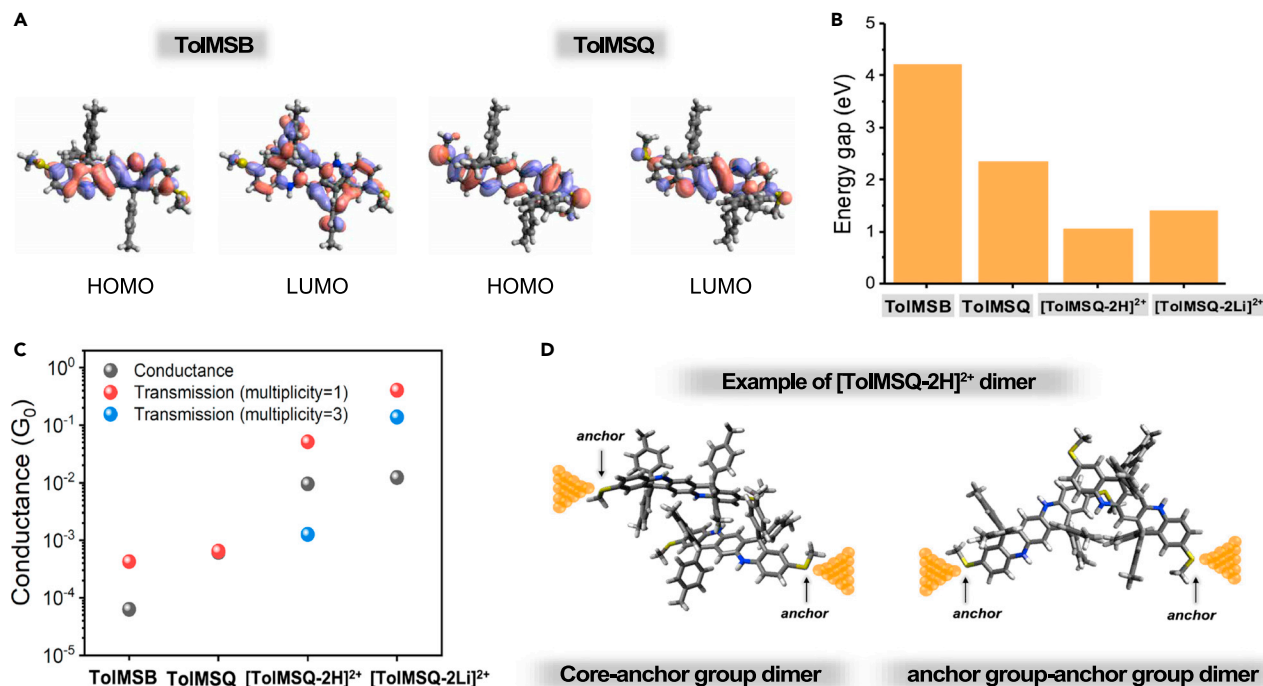 A
TolMSB
TolMSQ
HOMO
LUMO
HOMO
LUMO
B
Energy gap (eV)
5
4
3
2
1
0
TolMSB
TolMSQ
[TolMSQ-2H]²⁺
[TolMSQ-2Li]²⁺
C
Conductance (G₀)
10⁰
10⁻¹
10⁻²
10⁻³
10⁻⁴
10⁻⁵
Conductance
Transmission (multiplicity=1)
Transmission (multiplicity=3)
TolMSB
TolMSQ
[TolMSQ-2H]²⁺
[TolMSQ-2Li]²⁺
D
Example of [TolMSQ-2H]²⁺ dimer
anchor
anchor
anchor
anchor
Core-anchor group dimer
anchor group-anchor group dimer